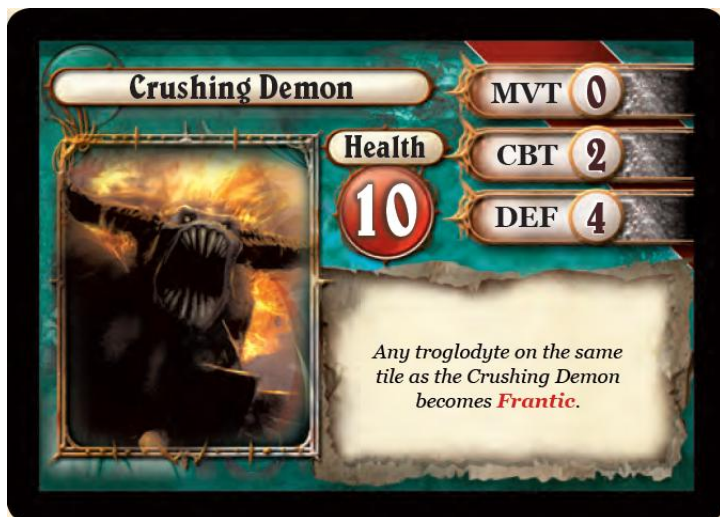 Crushing Demon
MVT 0
Health
CBT 2
10
DEF 4
Any troglodyte on the same
tile as the Crushing Demon
becomes Frantic.